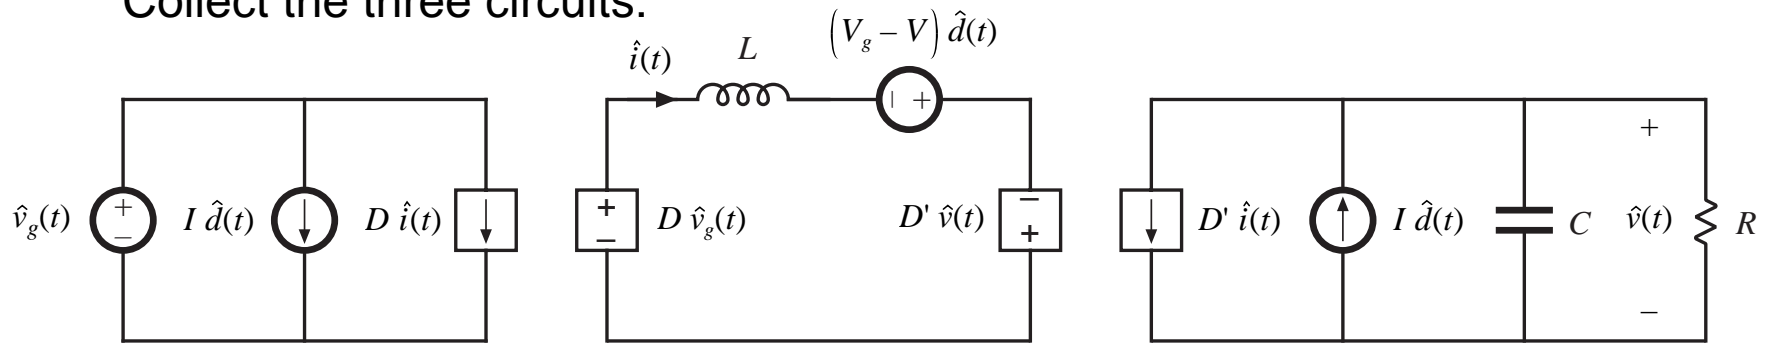 Collect the three circuits:
î(t)
L
(V_g – V) d̂(t)
v̂_g(t)
+
–
I d̂(t)
D î(t)
+
–
D v̂_g(t)
– +
D' v̂(t)
–
+
D' î(t)
I d̂(t)
C
+
v̂(t)
–
R